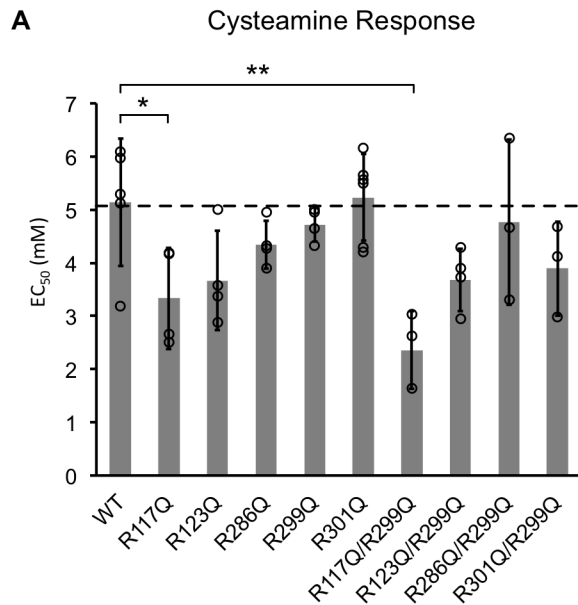 A
Cysteamine Response
**
*
7
6
5
4
3
2
1
0
EC50 (mM)
WT
R117Q
R123Q
R286Q
R299Q
R301Q
R117Q/R299Q
R123Q/R299Q
R286Q/R299Q
R301Q/R299Q